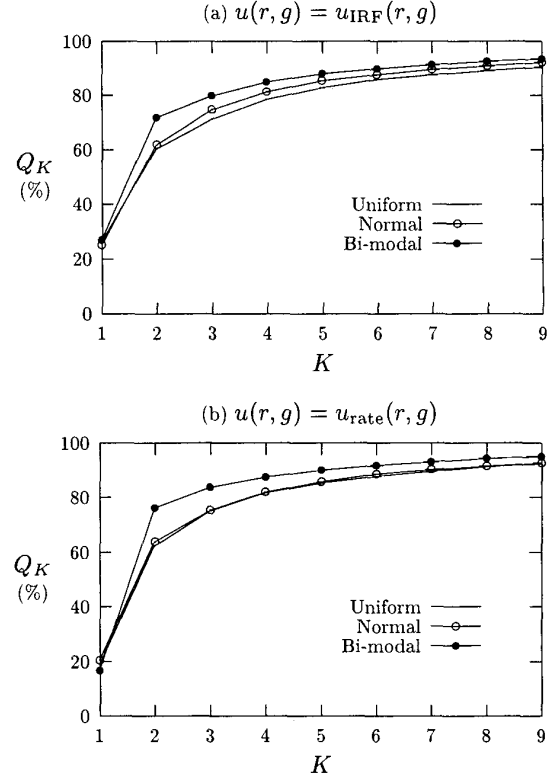 (a) u(r, g) = u_IRF(r, g)
100
80
60
40
20
0
Q_K
(%)
Uniform
Normal
Bi-modal
1 2 3 4 5 6 7 8 9
K
(b) u(r, g) = u_rate(r, g)
100
80
60
40
20
0
Q_K
(%)
Uniform
Normal
Bi-modal
1 2 3 4 5 6 7 8 9
K